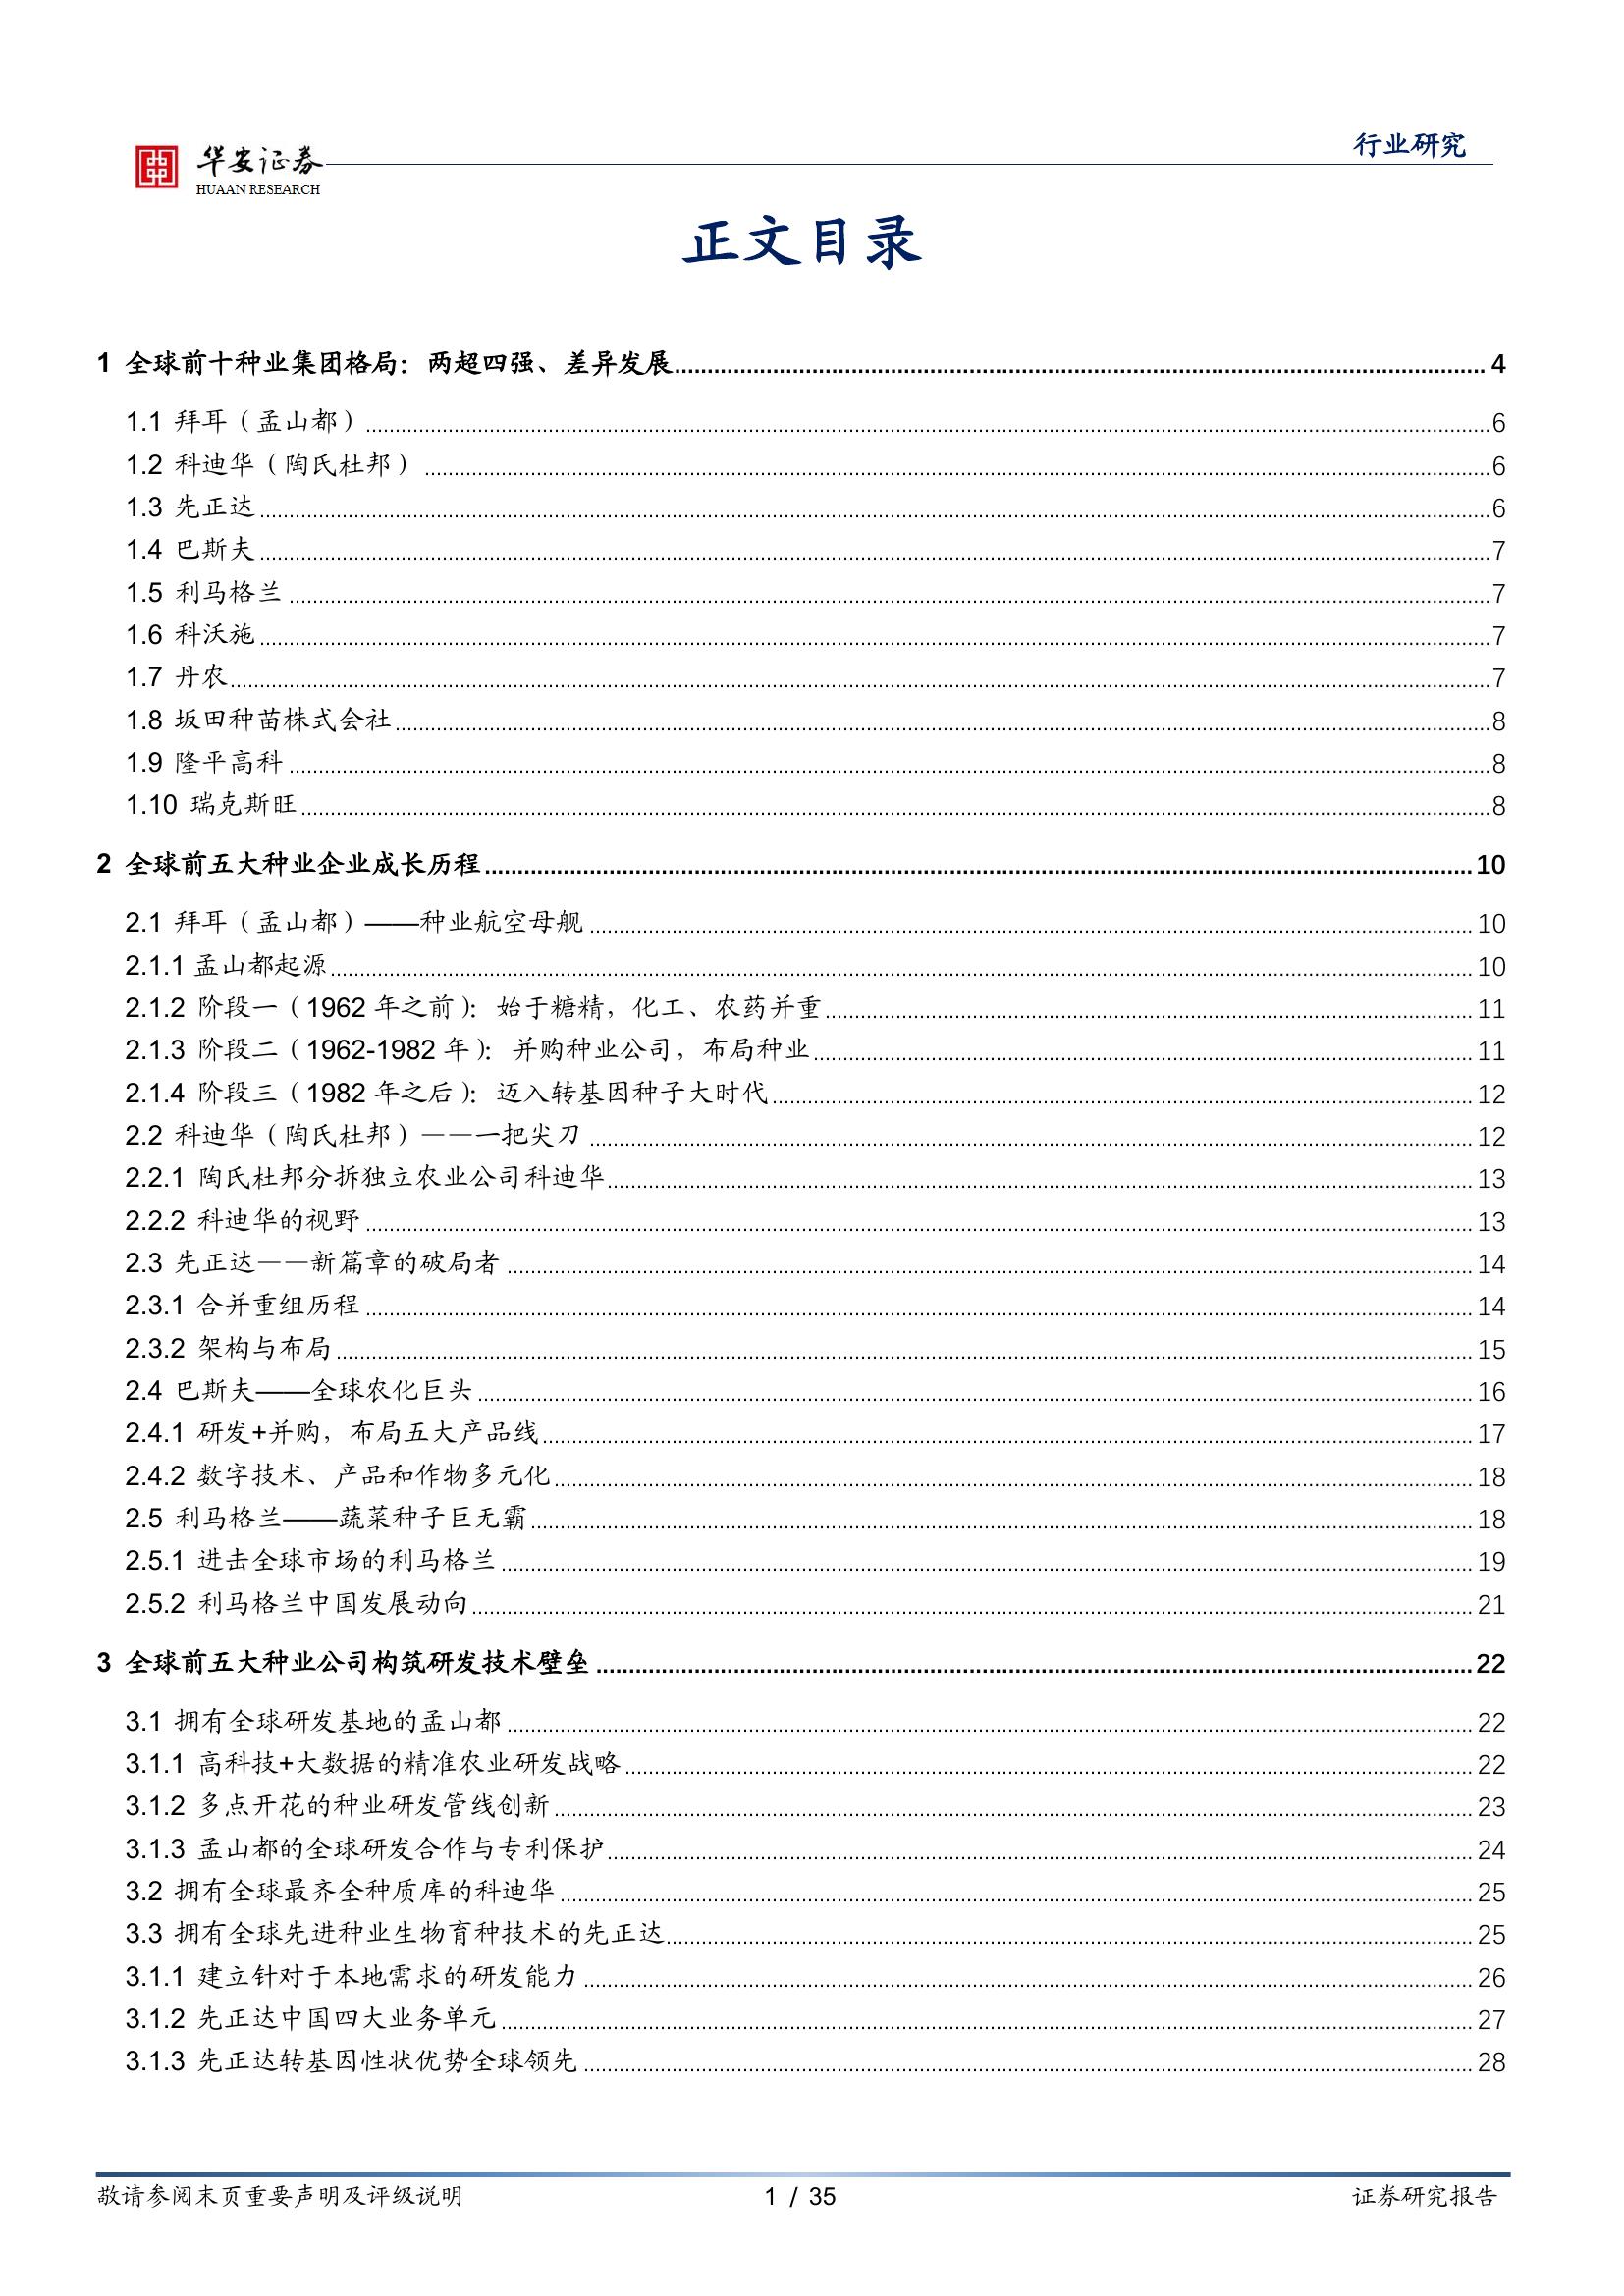 华安证券
HUAAN RESEARCH
行业研究
正文目录
1 全球前十种业集团格局：两超四强、差异发展 4
1.1 拜耳（孟山都） 6
1.2 科迪华（陶氏杜邦） 6
1.3 先正达 6
1.4 巴斯夫 7
1.5 利马格兰 7
1.6 科沃施 7
1.7 丹农 7
1.8 坂田种苗株式会社 8
1.9 隆平高科 8
1.10 瑞克斯旺 8
2 全球前五大种业企业成长历程 10
2.1 拜耳（孟山都）——种业航空母舰 10
2.1.1 孟山都起源 10
2.1.2 阶段一（1962 年之前）：始于糖精，化工、农药并重 11
2.1.3 阶段二（1962-1982 年）：并购种业公司，布局种业 11
2.1.4 阶段三（1982 年之后）：迈入转基因种子大时代 12
2.2 科迪华（陶氏杜邦）——一把尖刀 12
2.2.1 陶氏杜邦分拆独立农业公司科迪华 13
2.2.2 科迪华的视野 13
2.3 先正达——新篇章的破局者 14
2.3.1 合并重组历程 14
2.3.2 架构与布局 15
2.4 巴斯夫——全球农化巨头 16
2.4.1 研发+并购，布局五大产品线 17
2.4.2 数字技术、产品和作物多元化 18
2.5 利马格兰——蔬菜种子巨无霸 18
2.5.1 进击全球市场的利马格兰 19
2.5.2 利马格兰中国发展动向 21
3 全球前五大种业公司构筑研发技术壁垒 22
3.1 拥有全球研发基地的孟山都 22
3.1.1 高科技+大数据的精准农业研发战略 22
3.1.2 多点开花的种业研发管线创新 23
3.1.3 孟山都的全球研发合作与专利保护 24
3.2 拥有全球最齐全种质库的科迪华 25
3.3 拥有全球先进种业生物育种技术的先正达 25
3.1.1 建立针对于本地需求的研发能力 26
3.1.2 先正达中国四大业务单元 27
3.1.3 先正达转基因性状优势全球领先 28
敬请参阅末页重要声明及评级说明 1 / 35 证券研究报告